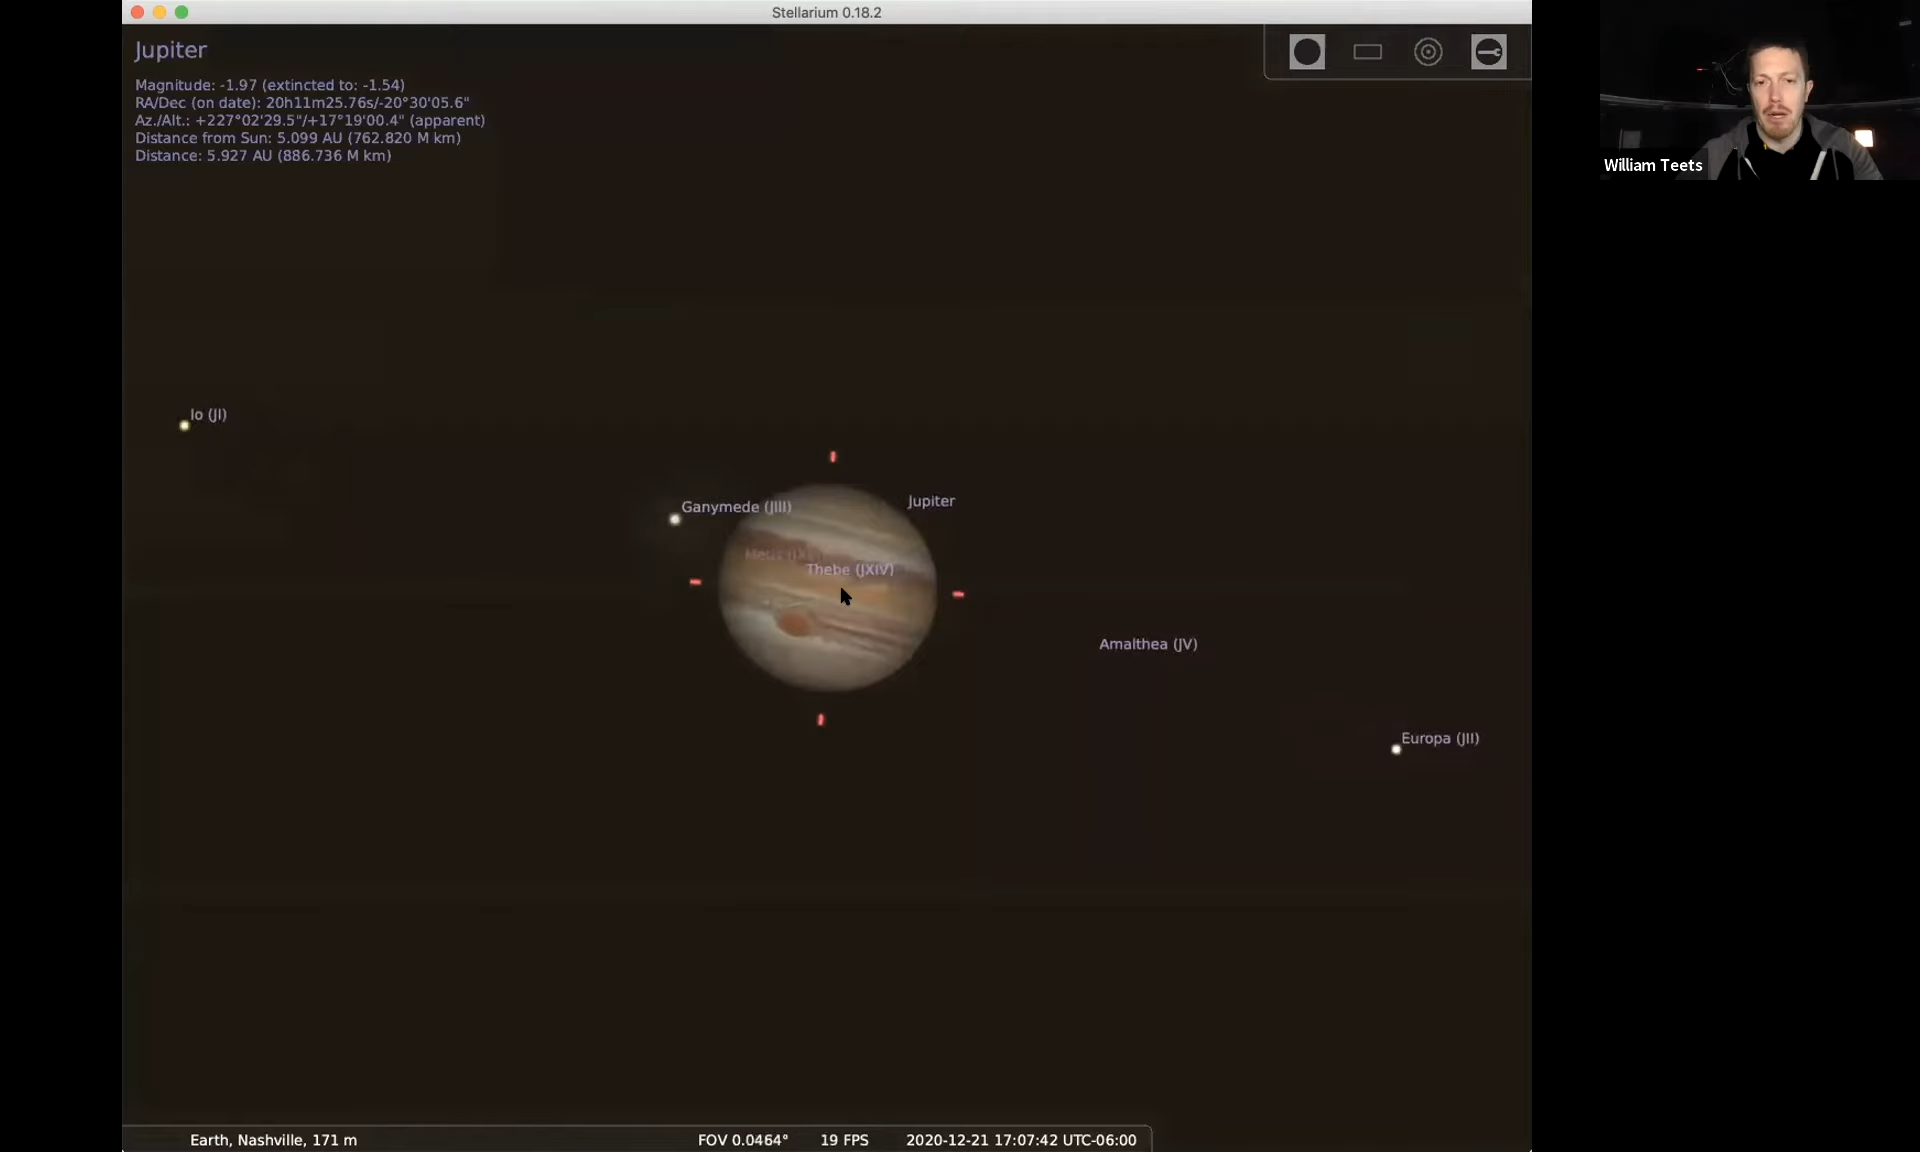 Stellarium 0.18.2
Jupiter
Magnitude: -1.97 (extincted to: -1.54)
RA/Dec (on date): 20h11m25.76s/-20°30'05.6"
Az./Alt.: +227°02'29.5"/+17°19'00.4" (apparent)
Distance from Sun: 5.099 AU (762.820 M km)
Distance: 5.927 AU (886.736 M km)
William Teets
Io (JI)
Ganymede (JIII)
Jupiter
Thebe (JXIV)
Amalthea (JV)
Europa (JII)
Earth, Nashville, 171 m
FOV 0.0464°
19 FPS
2020-12-21 17:07:42 UTC-06:00